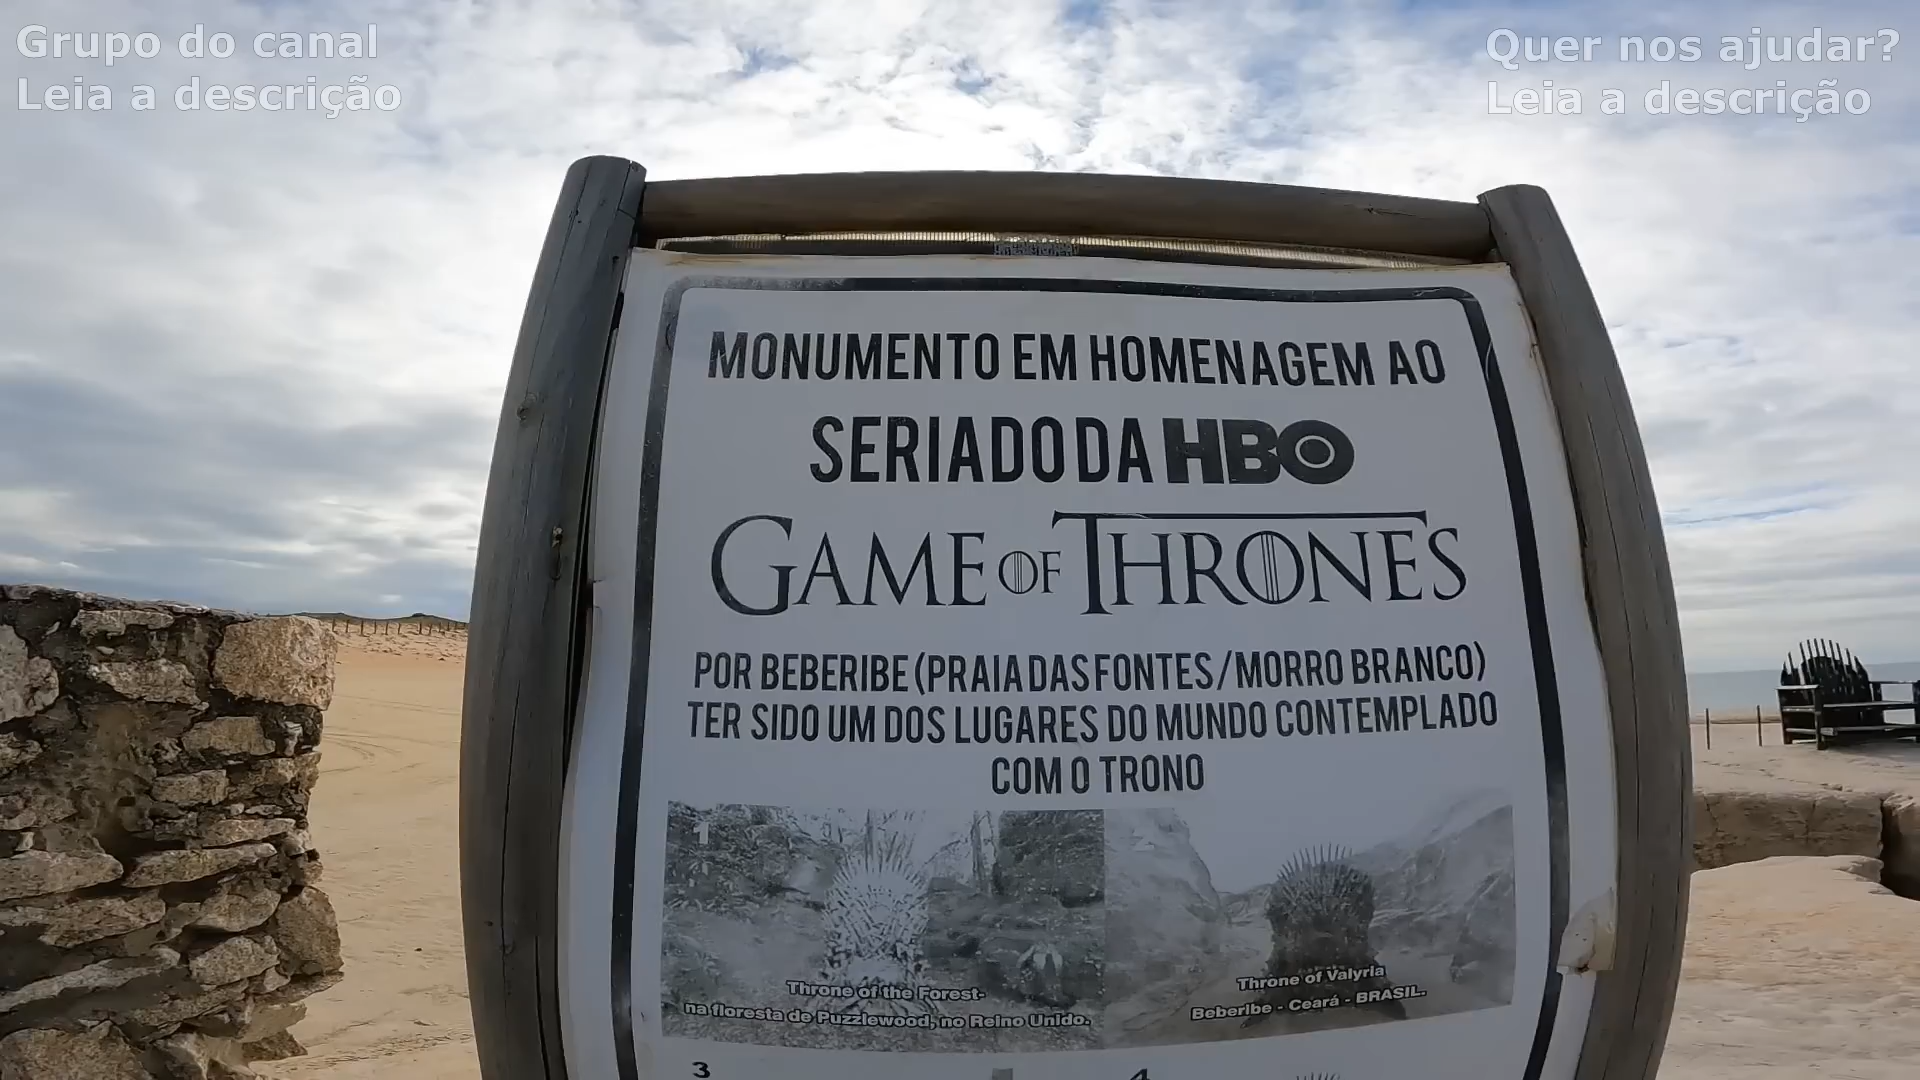 Grupo do canal
Leia a descrição
Quer nos ajudar?
Leia a descrição
MONUMENTO EM HOMENAGEM AO
SERIADO DA HBO
GAME OF THRONES
POR BEBERIBE (PRAIA DAS FONTES/MORRO BRANCO)
TER SIDO UM DOS LUGARES DO MUNDO CONTEMPLADO
COM O TRONO
1
Throne of the Forest-
na floresta de Puzzlewood, no Reino Unido.
Throne of Valyria
Beberibe - Ceará - BRASIL.
3
4